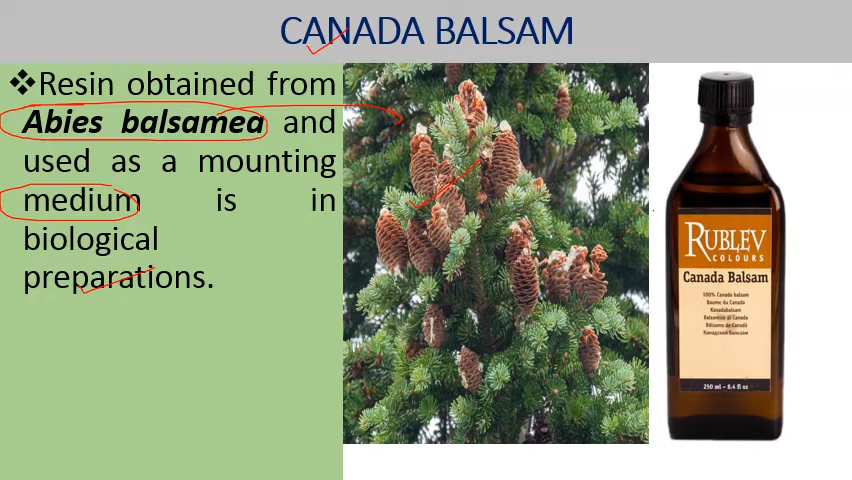 CANADA BALSAM
❖Resin obtained from
Abies balsamea and
used as a mounting
medium is in
biological
preparations.
RUBLEV
COLOURS
Canada Balsam
100% Canada balsam
Baume du Canada
Kanadabalsam
Balsamo di Canada
Bálsamo de Canadá
Канадский бальзам
250 ml – 8.4 fl oz